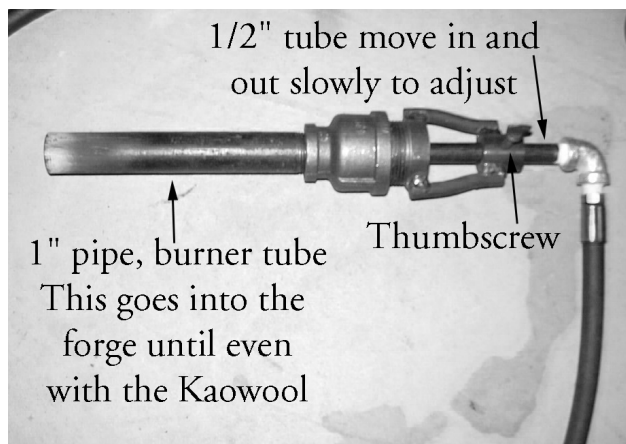 1/2" tube move in and
out slowly to adjust
Thumbscrew
1" pipe, burner tube
This goes into the
forge until even
with the Kaowool